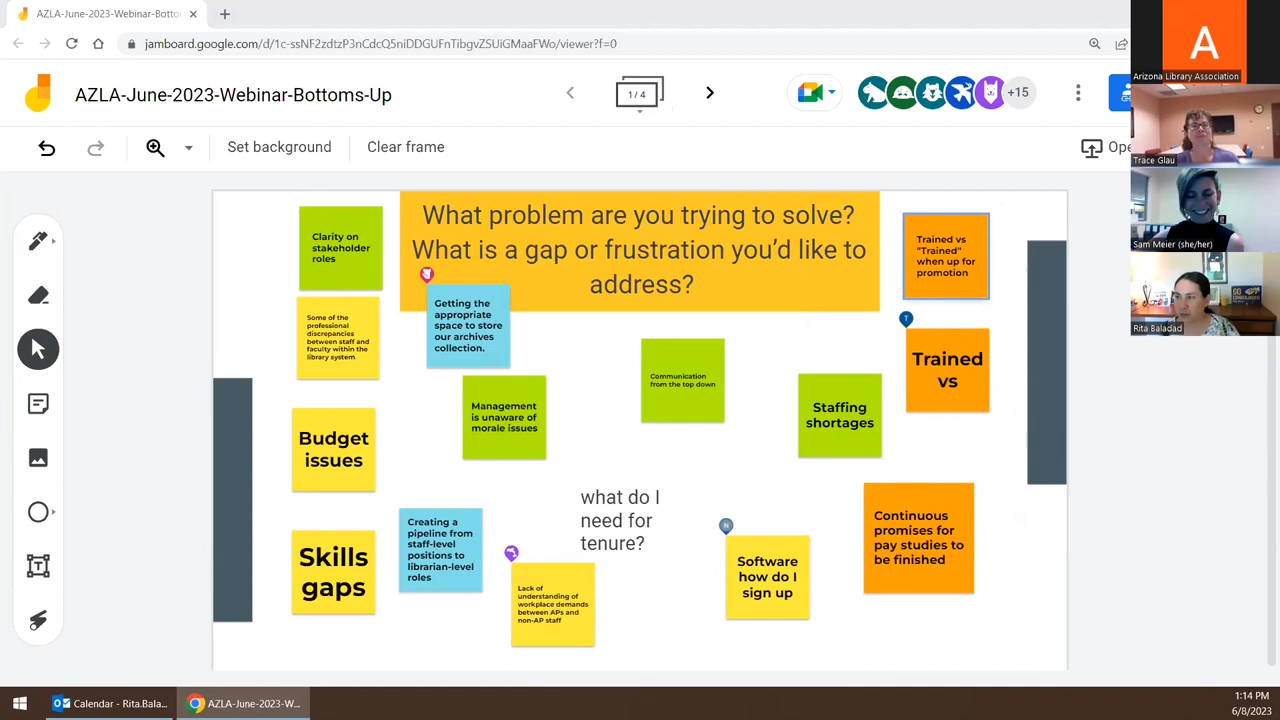 AZLA-June-2023-Webinar-Botto
jamboard.google.com/d/1c-ssNF2zdtzP3nCdcQ5niDDGUFnTibgvZSUiGMaaFWo/viewer?f=0
AZLA-June-2023-Webinar-Bottoms-Up
1/4
+15
Set background
Clear frame
What problem are you trying to solve?
What is a gap or frustration you'd like to
address?
Clarity on
stakeholder
roles
Some of the
professional
discrepancies
between staff and
faculty within the
library system
Getting the
appropriate
space to store
our archives
collection.
Management
is unaware of
morale issues
Communication
from the top down
Staffing
shortages
Trained vs
"Trained"
when up for
promotion
T
Trained
vs
Budget
issues
Skills
gaps
Creating a
pipeline from
staff-level
positions to
librarian-level
roles
Lack of
understanding of
workplace demands
between APs and
non-AP staff
what do I
need for
tenure?
N
Software
how do I
sign up
Continuous
promises for
pay studies to
be finished
A
Arizona Library Association
Trace Glau
Sam Meier (she/her)
Rita Baladad
Calendar - Rita.Bala...
AZLA-June-2023-W...
1:14 PM
6/8/2023